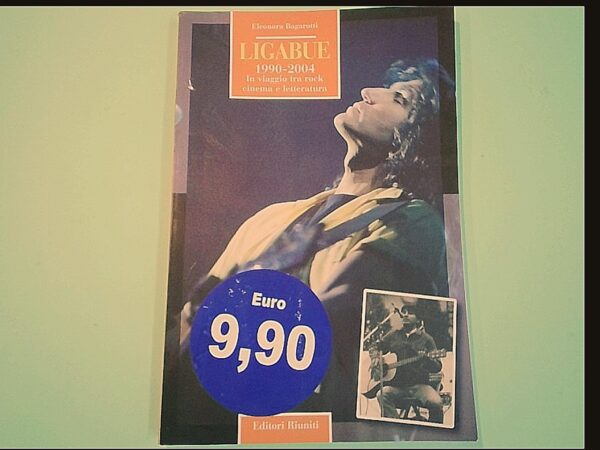 Eleonora Bagarotti
LIGABUE
1990-2004
In viaggio tra rock
cinema e letteratura
Euro
9,90
Editori Riuniti